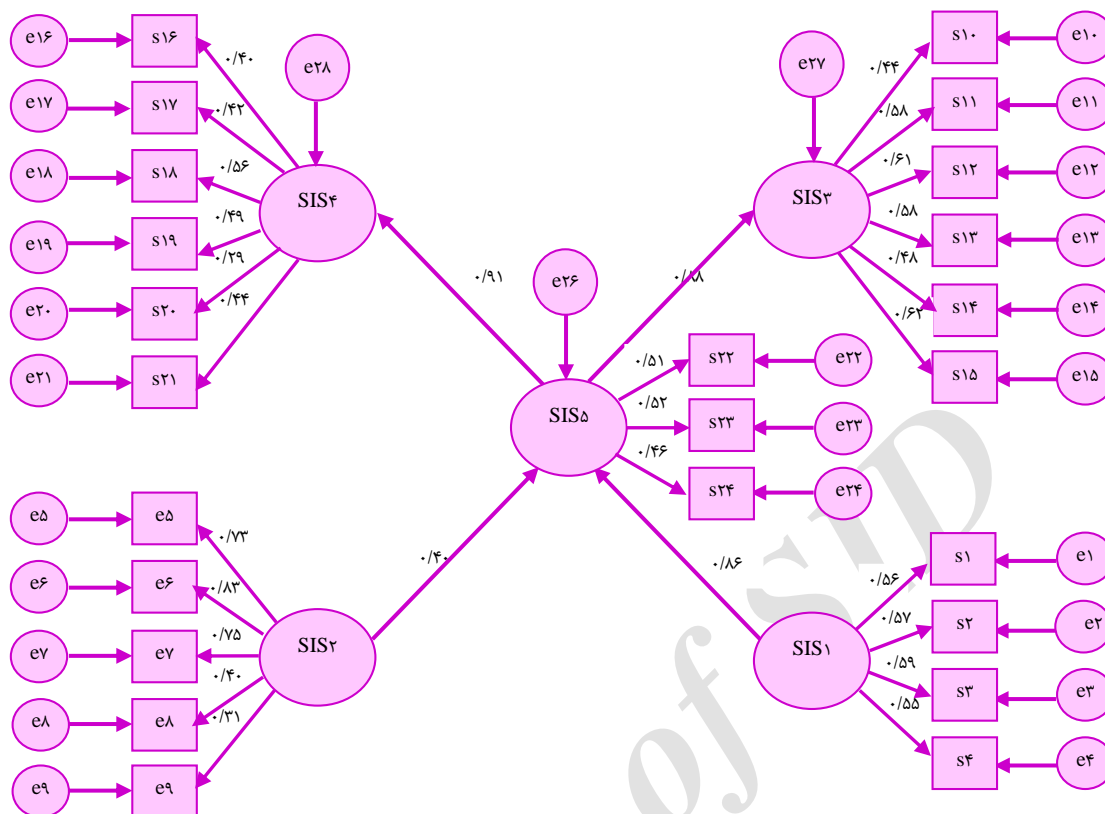 e۱۶
s۱۶
۰/۴۰
e۲۸
e۲۷
۰/۴۴
s۱۰
e۱۰
e۱۷
s۱۷
۰/۴۲
۰/۵۸
s۱۱
e۱۱
e۱۸
s۱۸
۰/۵۶
SIS۴
SIS۳
۰/۶۱
s۱۲
e۱۲
e۱۹
s۱۹
۰/۴۹
۰/۵۸
s۱۳
e۱۳
۰/۲۹
۰/۴۸
e۲۰
s۲۰
۰/۴۴
۰/۹۱
e۲۶
۰/۸۸
۰/۶۲
s۱۴
e۱۴
e۲۱
s۲۱
۰/۵۱
s۲۲
e۲۲
s۱۵
e۱۵
SIS۵
۰/۵۲
s۲۳
e۲۳
۰/۴۶
s۲۴
e۲۴
e۵
e۵
۰/۷۳
۰/۴۰
۰/۸۶
s۱
e۱
e۶
e۶
۰/۸۳
۰/۵۶
۰/۵۷
s۲
e۲
e۷
e۷
۰/۷۵
SIS۲
SIS۱
۰/۵۹
s۳
e۳
۰/۴۰
۰/۵۵
e۸
e۸
۰/۳۱
s۴
e۴
e۹
e۹
of SID